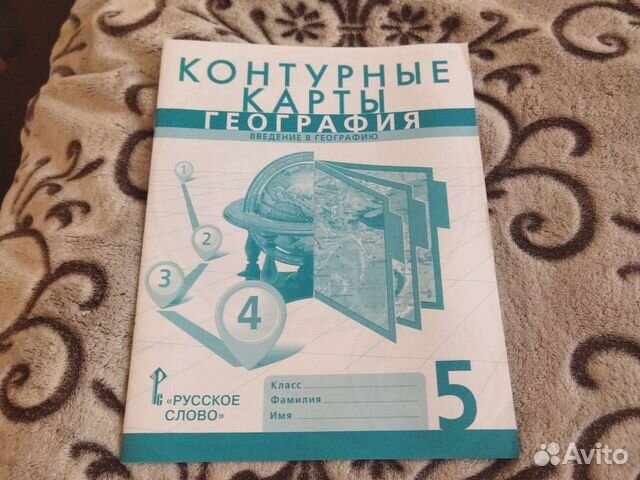 КОНТУРНЫЕ
КАРТЫ
ГЕОГРАФИЯ
ВВЕДЕНИЕ В ГЕОГРАФИЮ
1
2
3
4
«РУССКОЕ
СЛОВО»
Класс
Фамилия
Имя
5
Avito